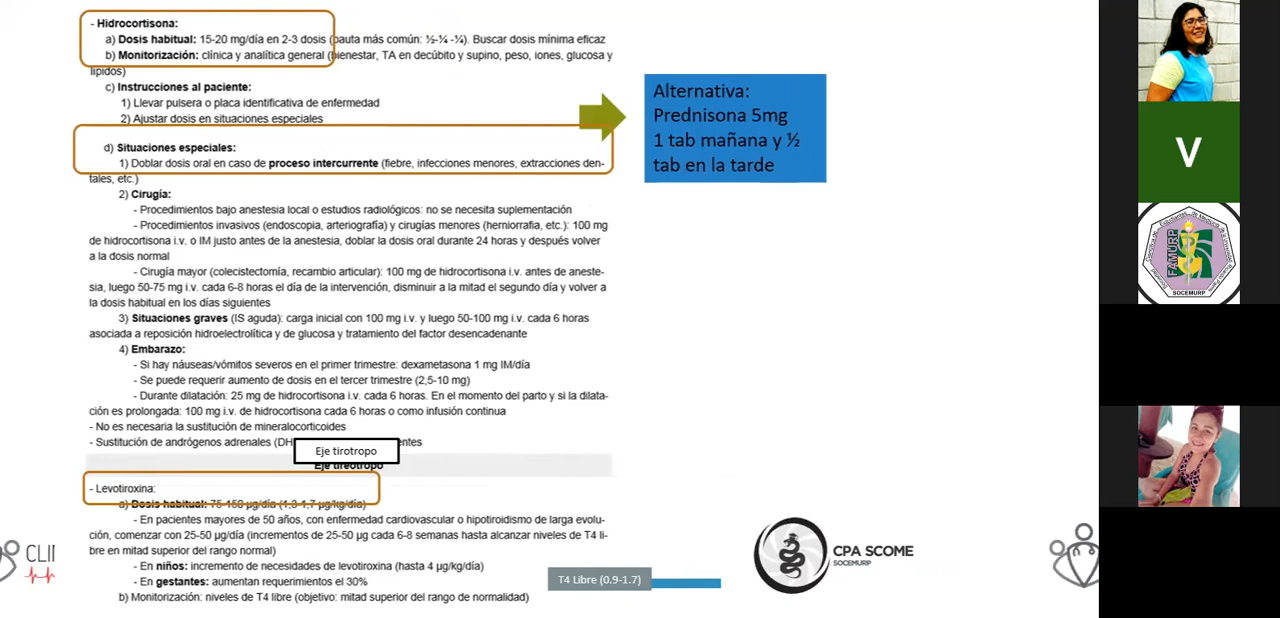 - Hidrocortisona:
a) Dosis habitual: 15-20 mg/día en 2-3 dosis (pauta más común: ½-¼ -¼). Buscar dosis mínima eficaz
b) Monitorización: clínica y analítica general (bienestar, TA en decúbito y supino, peso, iones, glucosa y
lípidos)
c) Instrucciones al paciente:
1) Llevar pulsera o placa identificativa de enfermedad
2) Ajustar dosis en situaciones especiales
d) Situaciones especiales:
1) Doblar dosis oral en caso de proceso intercurrente (fiebre, infecciones menores, extracciones den-
tales, etc.)
2) Cirugía:
- Procedimientos bajo anestesia local o estudios radiológicos: no se necesita suplementación
- Procedimientos invasivos (endoscopia, arteriografía) y cirugías menores (herniorrafia, etc.): 100 mg
de hidrocortisona i.v. o IM justo antes de la anestesia, doblar la dosis oral durante 24 horas y después volver
a la dosis normal
- Cirugía mayor (colecistectomía, recambio articular): 100 mg de hidrocortisona i.v. antes de aneste-
sia, luego 50-75 mg i.v. cada 6-8 horas el día de la intervención, disminuir a la mitad el segundo día y volver a
la dosis habitual en los días siguientes
3) Situaciones graves (IS aguda): carga inicial con 100 mg i.v. y luego 50-100 mg i.v. cada 6 horas
asociada a reposición hidroelectrolítica y de glucosa y tratamiento del factor desencadenante
4) Embarazo:
- Si hay náuseas/vómitos severos en el primer trimestre: dexametasona 1 mg IM/día
- Se puede requerir aumento de dosis en el tercer trimestre (2,5-10 mg)
- Durante dilatación: 25 mg de hidrocortisona i.v. cada 6 horas. En el momento del parto y si la dilata-
ción es prolongada: 100 mg i.v. de hidrocortisona cada 6 horas o como infusión continua
- No es necesaria la sustitución de mineralocorticoides
- Sustitución de andrógenos adrenales (DH entes
Eje tirotropo
Eje tireotropo
- Levotiroxina:
a) Dosis habitual: 75-150 µg/día (1,3-1,7 µg/kg/día)
- En pacientes mayores de 50 años, con enfermedad cardiovascular o hipotiroidismo de larga evolu-
ción, comenzar con 25-50 µg/día (incrementos de 25-50 µg cada 6-8 semanas hasta alcanzar niveles de T4 li-
bre en mitad superior del rango normal)
- En niños: incremento de necesidades de levotiroxina (hasta 4 µg/kg/día)
- En gestantes: aumentan requerimientos el 30%
b) Monitorización: niveles de T4 libre (objetivo: mitad superior del rango de normalidad)
Alternativa:
Prednisona 5mg
1 tab mañana y ½
tab en la tarde
T4 Libre (0.9-1.7)
CLII
CPA SCOME
SOCEMURP
V
FAMURP
SOCEMURP